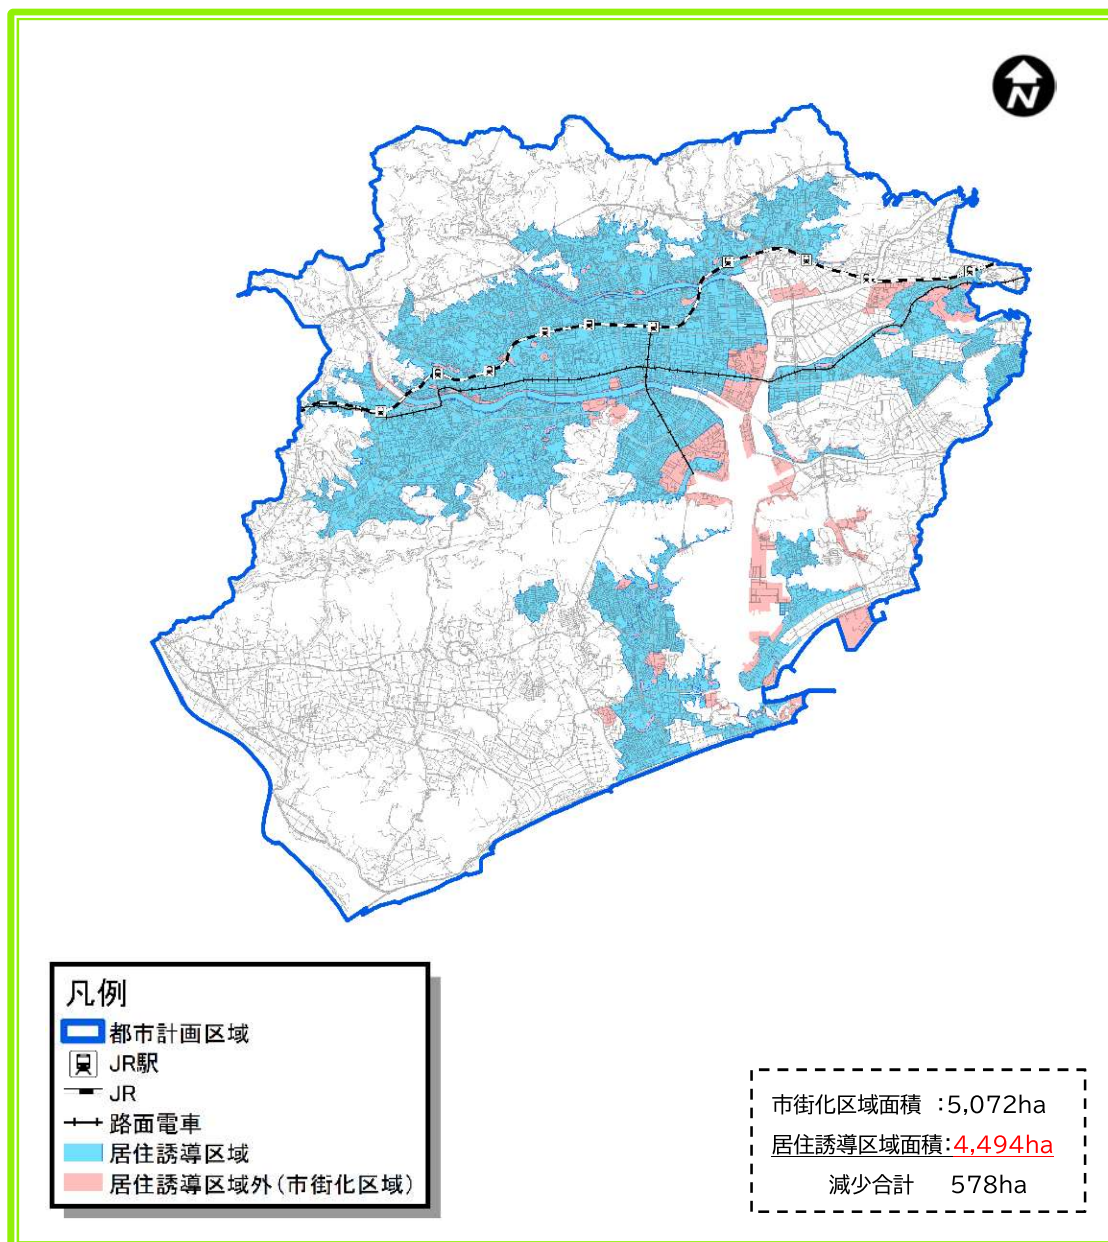 N
凡例
都市計画区域
JR駅
JR
路面電車
居住誘導区域
居住誘導区域外(市街化区域)
市街化区域面積 :5,072ha
居住誘導区域面積:4,494ha
減少合計 578ha